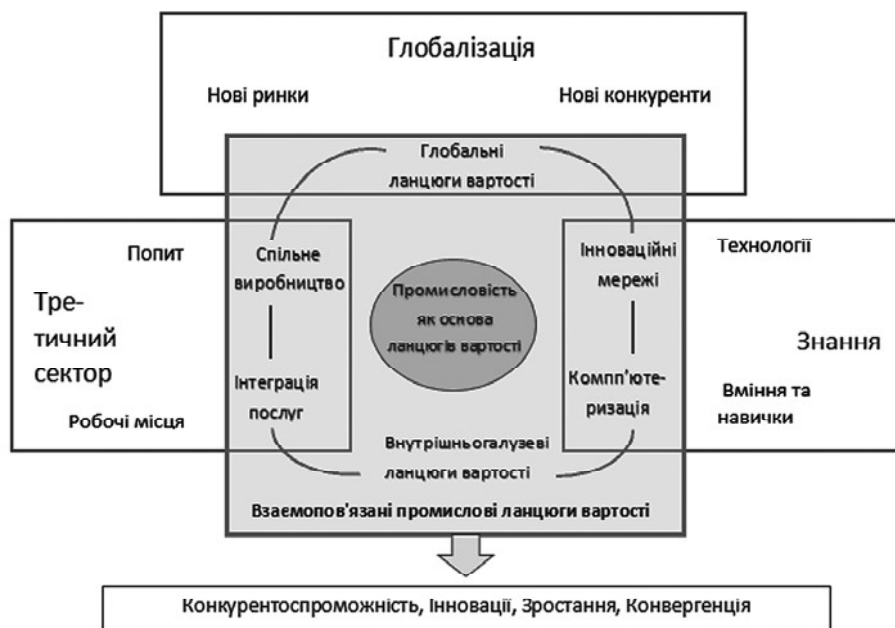 Глобалізація
Нові ринки
Нові конкуренти
Глобальні
ланцюги вартості
Попит
Тре-
тичний
сектор
Робочі місця
Спільне
виробництво
Інтеграція
послуг
Промисловість
як основа
ланцюгів вартості
Інноваційні
мережі
Компп'юте-
ризація
Технології
Знання
Вміння та
навички
Внутрішньогалузеві
ланцюги вартості
Взаемопов'язані промислові ланцюги вартості
Конкурентоспроможність, Інновації, Зростання, Конвергенція